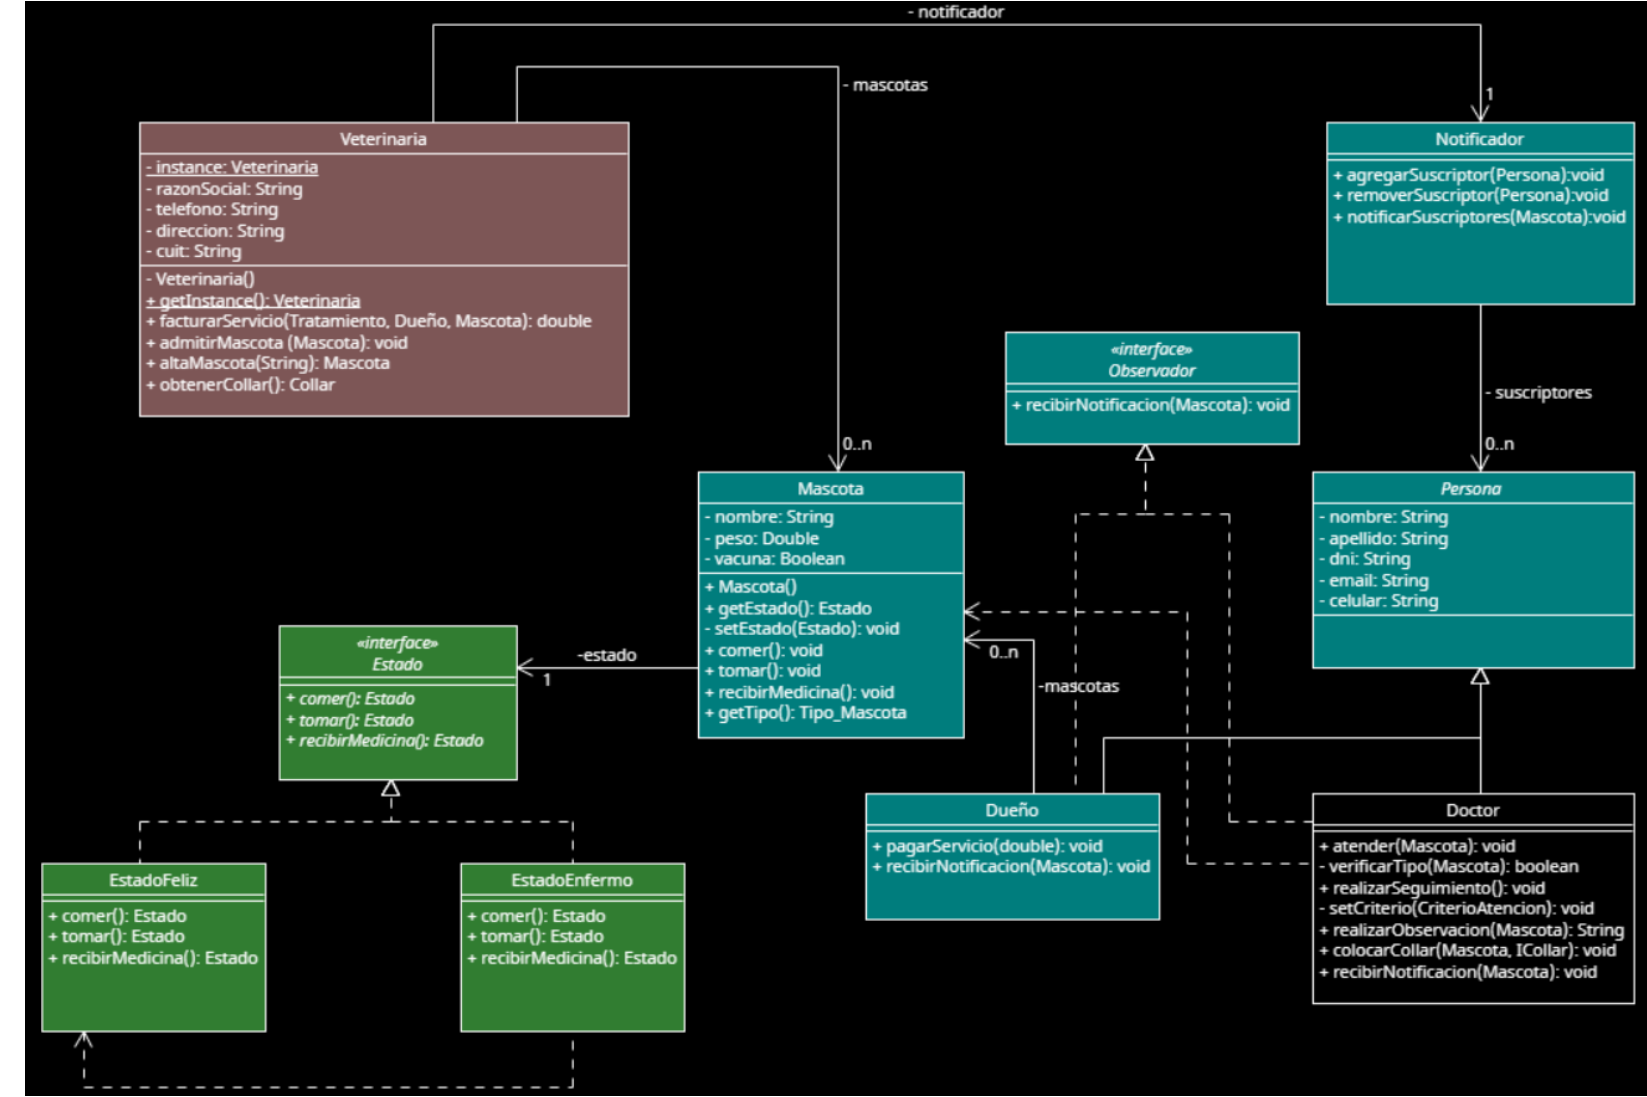 - notificador
- mascotas
1
Veterinaria
- instance: Veterinaria
- razonSocial: String
- telefono: String
- direccion: String
- cuit: String
- Veterinaria()
+ getInstance(): Veterinaria
+ facturarServicio(Tratamiento, Dueño, Mascota): double
+ admitirMascota (Mascota): void
+ altaMascota(String): Mascota
+ obtenerCollar(): Collar
Notificador
+ agregarSuscriptor(Persona):void
+ removerSuscriptor(Persona):void
+ notificarSuscriptores(Mascota):void
«interface»
Observador
+ recibirNotificacion(Mascota): void
- suscriptores
0..n
0..n
Mascota
- nombre: String
- peso: Double
- vacuna: Boolean
+ Mascota()
+ getEstado(): Estado
- setEstado(Estado): void
+ comer(): void
+ tomar(): void
+ recibirMedicina(): void
+ getTipo(): Tipo_Mascota
Persona
- nombre: String
- apellido: String
- dni: String
- email: String
- celular: String
«interface»
Estado
+ comer(): Estado
+ tomar(): Estado
+ recibirMedicina(): Estado
-estado
1
0..n
-mascotas
Dueño
+ pagarServicio(double): void
+ recibirNotificacion(Mascota): void
Doctor
+ atender(Mascota): void
- verificarTipo(Mascota): boolean
+ realizarSeguimiento(): void
- setCriterio(CriterioAtencion): void
+ realizarObservacion(Mascota): String
+ colocarCollar(Mascota, ICollar): void
+ recibirNotificacion(Mascota): void
EstadoFeliz
+ comer(): Estado
+ tomar(): Estado
+ recibirMedicina(): Estado
EstadoEnfermo
+ comer(): Estado
+ tomar(): Estado
+ recibirMedicina(): Estado